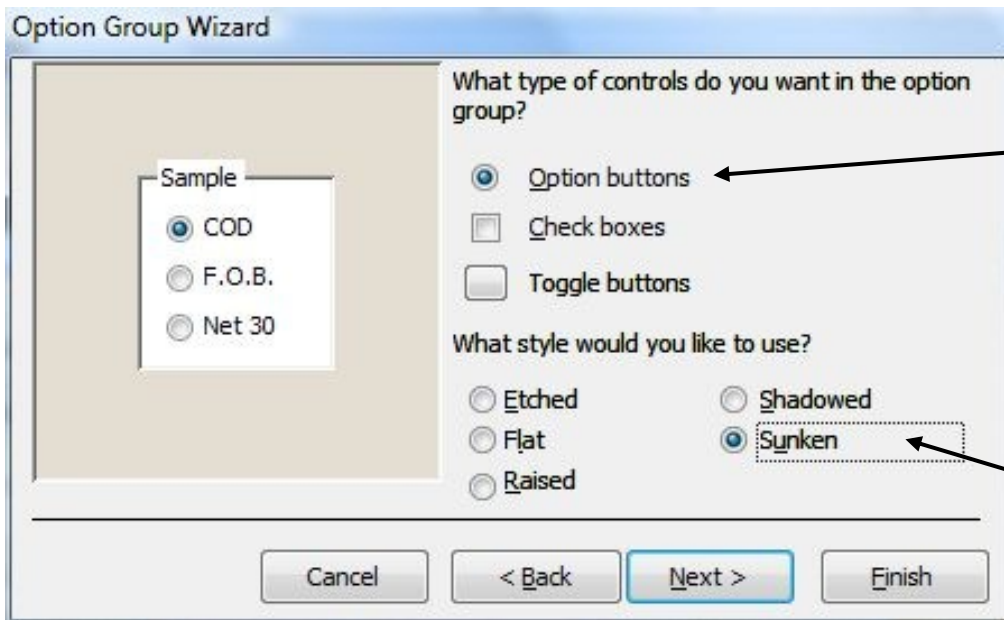 Option Group Wizard
What type of controls do you want in the option
group?
Sample
COD
F.O.B.
Net 30
Option buttons
Check boxes
Toggle buttons
What style would you like to use?
Etched
Shadowed
Flat
Sunken
Raised
Cancel
< Back
Next >
Finish